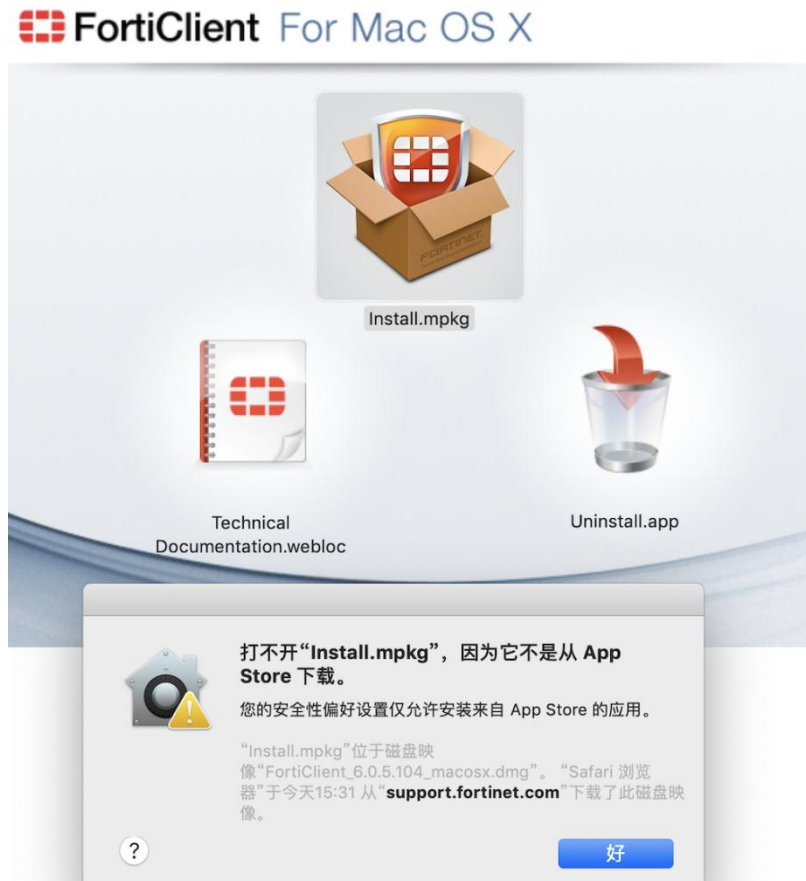 FortiClient For Mac OS X
FORTINET
Install.mpkg
Technical
Documentation.webloc
Uninstall.app
打不开“Install.mpkg”，因为它不是从 App
Store 下载。
您的安全性偏好设置仅允许安装来自 App Store 的应用。
“Install.mpkg”位于磁盘映
像“FortiClient_6.0.5.104_macosx.dmg”。 “Safari 浏览
器”于今天15:31 从“support.fortinet.com”下载了此磁盘映
像。
?
好